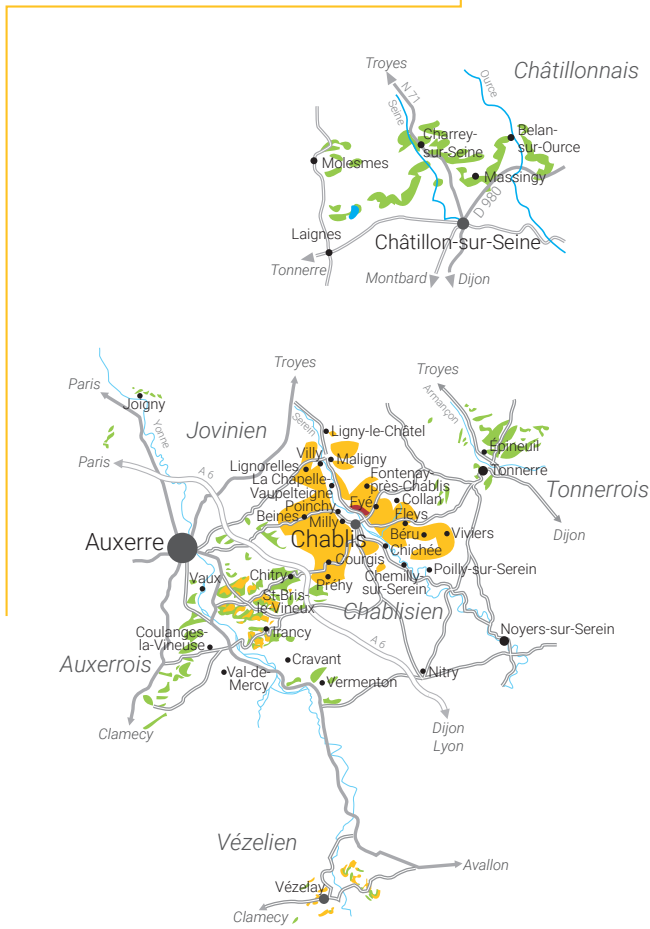 Troyes
Châtillonnais
N 71
Seine
Ource
Charrey-
sur-Seine
Belan-
sur-Ource
Molesmes
Massingy
D 980
Laignes
Châtillon-sur-Seine
Tonnerre
Montbard
Dijon
Troyes
Troyes
Paris
Joigny
Armançon
Yonne
Jovinien
Serein
Ligny-le-Châtel
Épineuil
Paris
A 6
Villy
Maligny
Lignorelles
La Chapelle-
Vaupelteigne
Fontenay-
près-Chablis
Tonnerre
Tonnerrois
Poinchy
Fyé
Collan
Beines
Milly
Fleys
Dijon
Auxerre
Chablis
Béru
Viviers
Chichée
Courgis
Vaux
Chitry
Préhy
Chemilly-
sur-Serein
Poilly-sur-Serein
St-Bris-
le-Vineux
Chablisien
Coulanges-
la-Vineuse
Irancy
Noyers-sur-Serein
A 6
Auxerrois
Cravant
Val-de-
Mercy
Nitry
Vermenton
Clamecy
Dijon
Lyon
Vézelien
Avallon
Vézelay
Clamecy